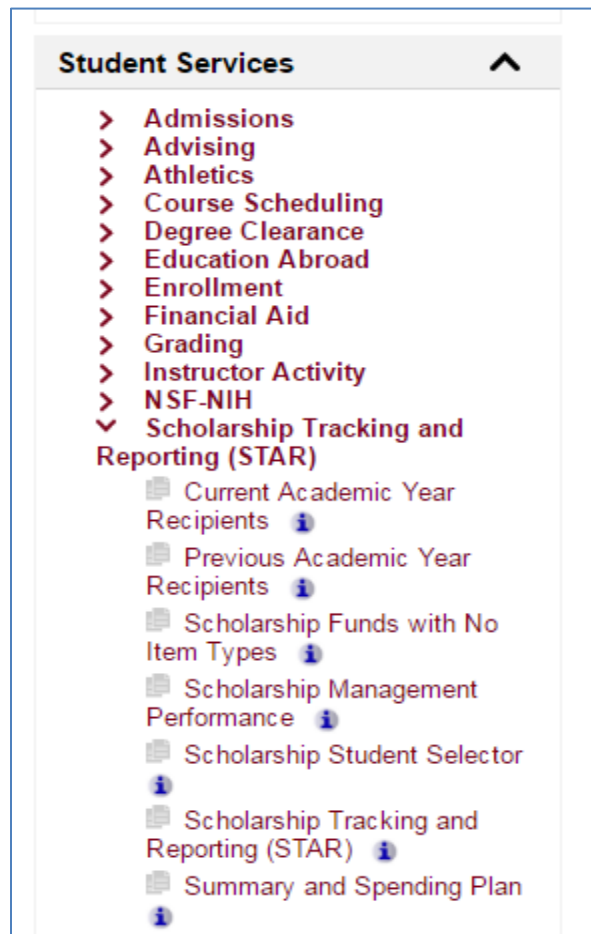 Student Services
Admissions
Advising
Athletics
Course Scheduling
Degree Clearance
Education Abroad
Enrollment
Financial Aid
Grading
Instructor Activity
NSF-NIH
Scholarship Tracking and
Reporting (STAR)
Current Academic Year
Recipients
Previous Academic Year
Recipients
Scholarship Funds with No
Item Types
Scholarship Management
Performance
Scholarship Student Selector
Scholarship Tracking and
Reporting (STAR)
Summary and Spending Plan